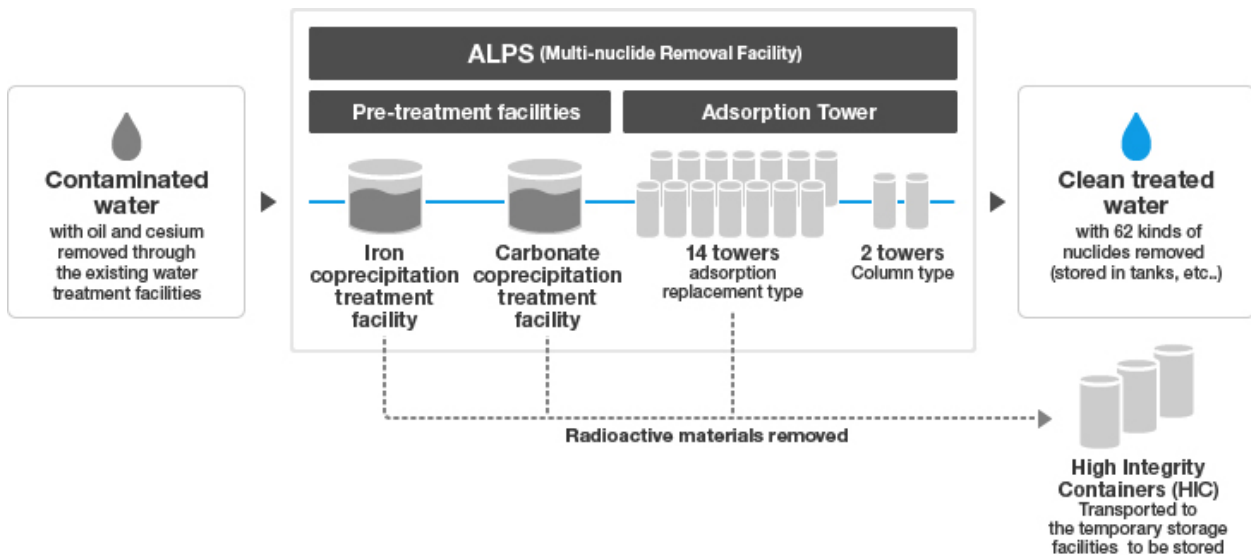 ALPS (Multi-nuclide Removal Facility)
Pre-treatment facilities
Adsorption Tower
Contaminated
water
with oil and cesium
removed through
the existing water
treatment facilities
Iron
coprecipitation
treatment
facility
Carbonate
coprecipitation
treatment
facility
14 towers
adsorption
replacement type
2 towers
Column type
Clean treated
water
with 62 kinds of
nuclides removed
(stored in tanks, etc..)
Radioactive materials removed
High Integrity
Containers (HIC)
Transported to
the temporary storage
facilities to be stored